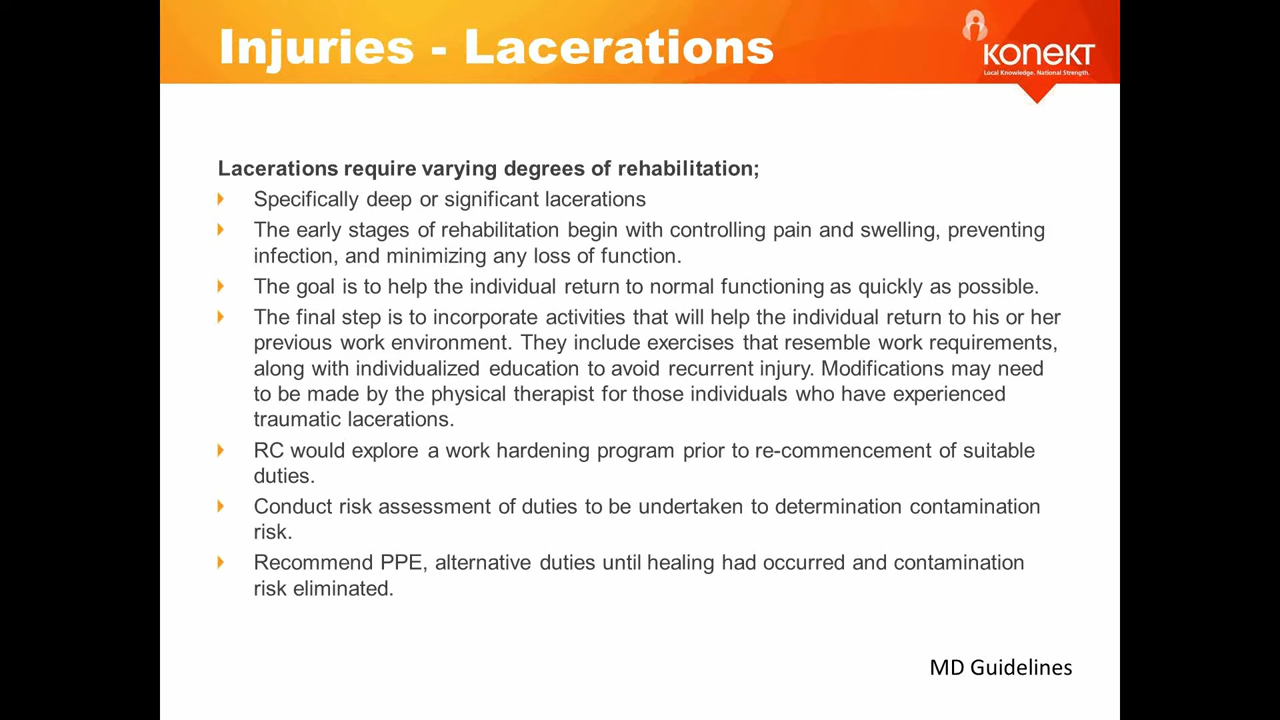 Injuries - Lacerations
KONEKT
Local Knowledge. National Strength.
Lacerations require varying degrees of rehabilitation;
Specifically deep or significant lacerations
The early stages of rehabilitation begin with controlling pain and swelling, preventing
infection, and minimizing any loss of function.
The goal is to help the individual return to normal functioning as quickly as possible.
The final step is to incorporate activities that will help the individual return to his or her
previous work environment. They include exercises that resemble work requirements,
along with individualized education to avoid recurrent injury. Modifications may need
to be made by the physical therapist for those individuals who have experienced
traumatic lacerations.
RC would explore a work hardening program prior to re-commencement of suitable
duties.
Conduct risk assessment of duties to be undertaken to determination contamination
risk.
Recommend PPE, alternative duties until healing had occurred and contamination
risk eliminated.
MD Guidelines